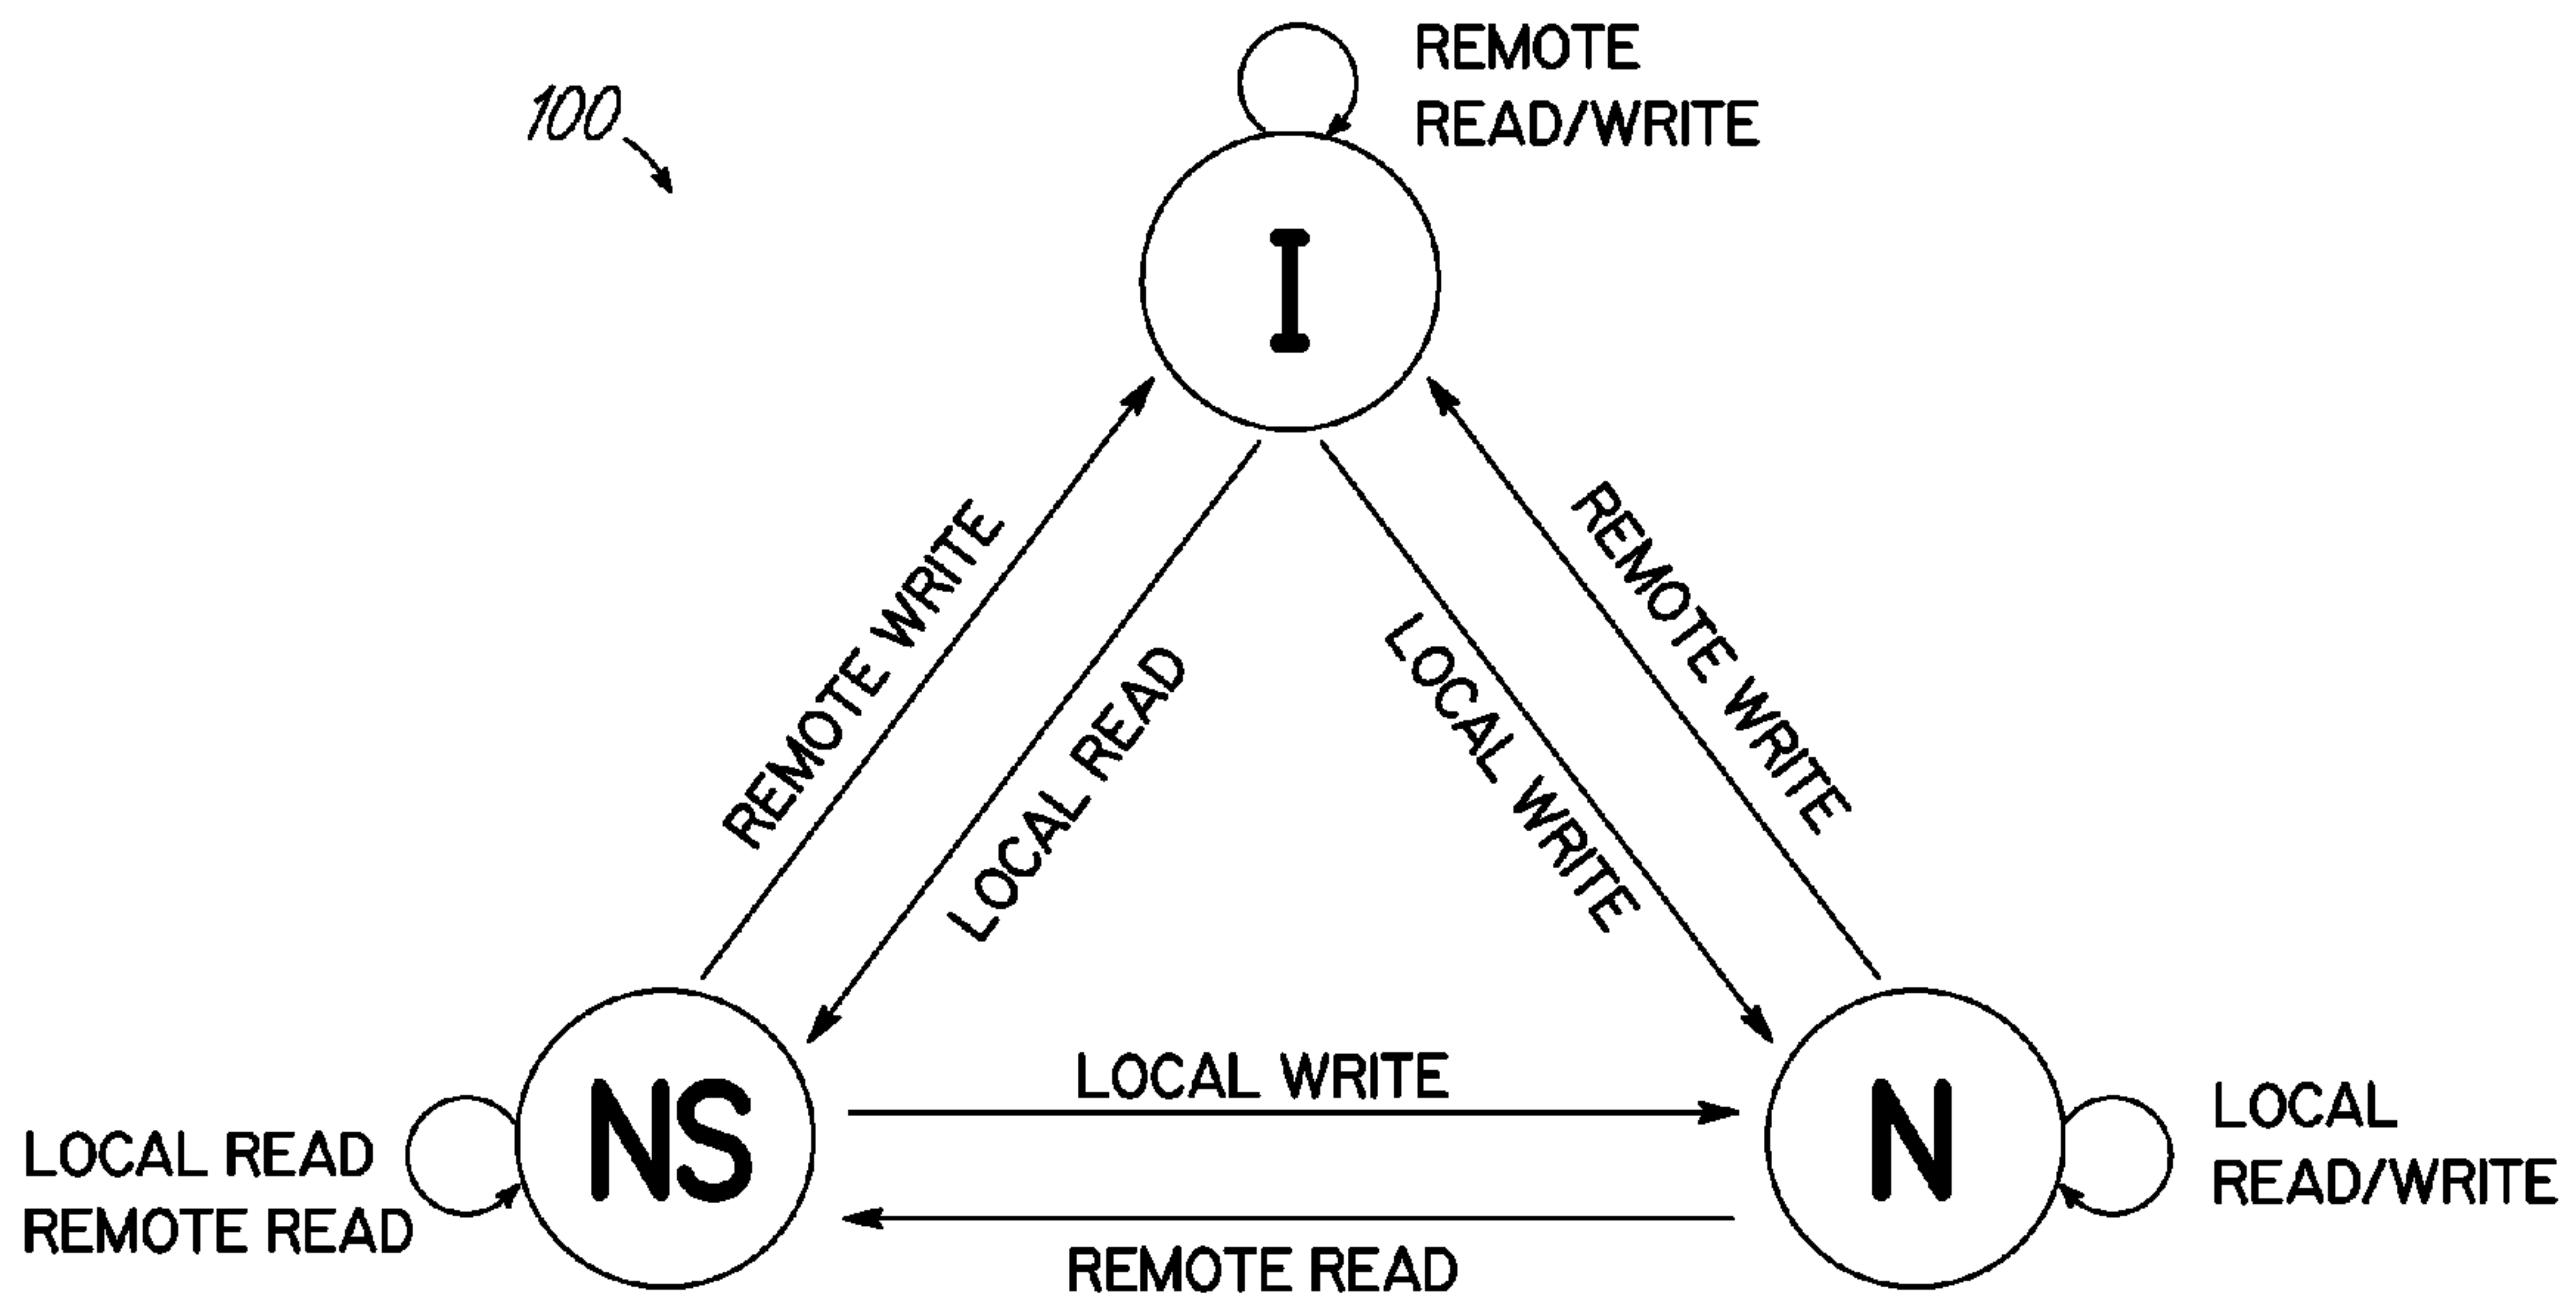 REMOTE
READ/WRITE
100
I
REMOTE WRITE
LOCAL READ
LOCAL WRITE
REMOTE WRITE
LOCAL WRITE
NS
N
LOCAL READ
REMOTE READ
LOCAL
READ/WRITE
REMOTE READ